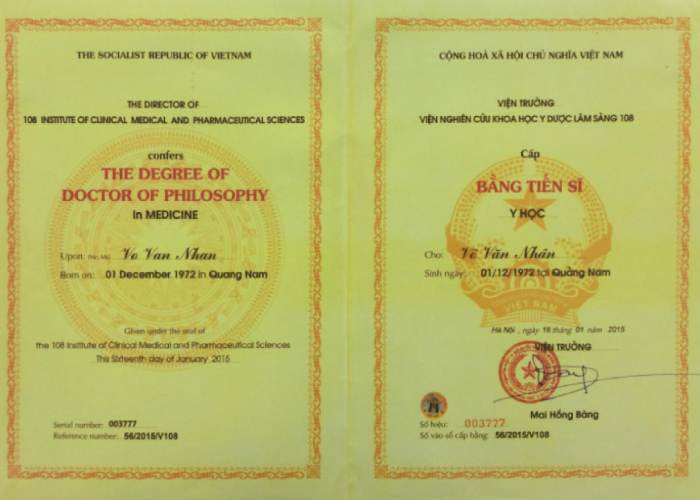 THE SOCIALIST REPUBLIC OF VIETNAM
THE DIRECTOR OF
108 INSTITUTE OF CLINICAL MEDICAL AND PHARMACEUTICAL SCIENCES
confers
THE DEGREE OF
DOCTOR OF PHILOSOPHY
In MEDICINE
Upon: (Mr, Ms) Vo Van Nhan
Born on: 01 December 1972 in Quang Nam
Given under the seal of
the 108 Institute of Clinical Medical and Pharmaceutical Sciences
This Sixteenth day of January 2015
Serial number: 003777
Reference number: 56/2015/V108
CỘNG HOÀ XÃ HỘI CHỦ NGHĨA VIỆT NAM
VIỆN TRƯỞNG
VIỆN NGHIÊN CỨU KHOA HỌC Y DƯỢC LÂM SÀNG 108
Cấp
BẰNG TIẾN SĨ
Y HỌC
Cho: Võ Văn Nhân
Sinh ngày: 01/12/1972 tại Quảng Nam
VIỆT NAM
Hà Nội, ngày 16 tháng 01 năm 2015
VIỆN TRƯỞNG
Mai Hồng Bàng
Số hiệu: 003777
Số vào sổ cấp bằng: 56/2015/V108